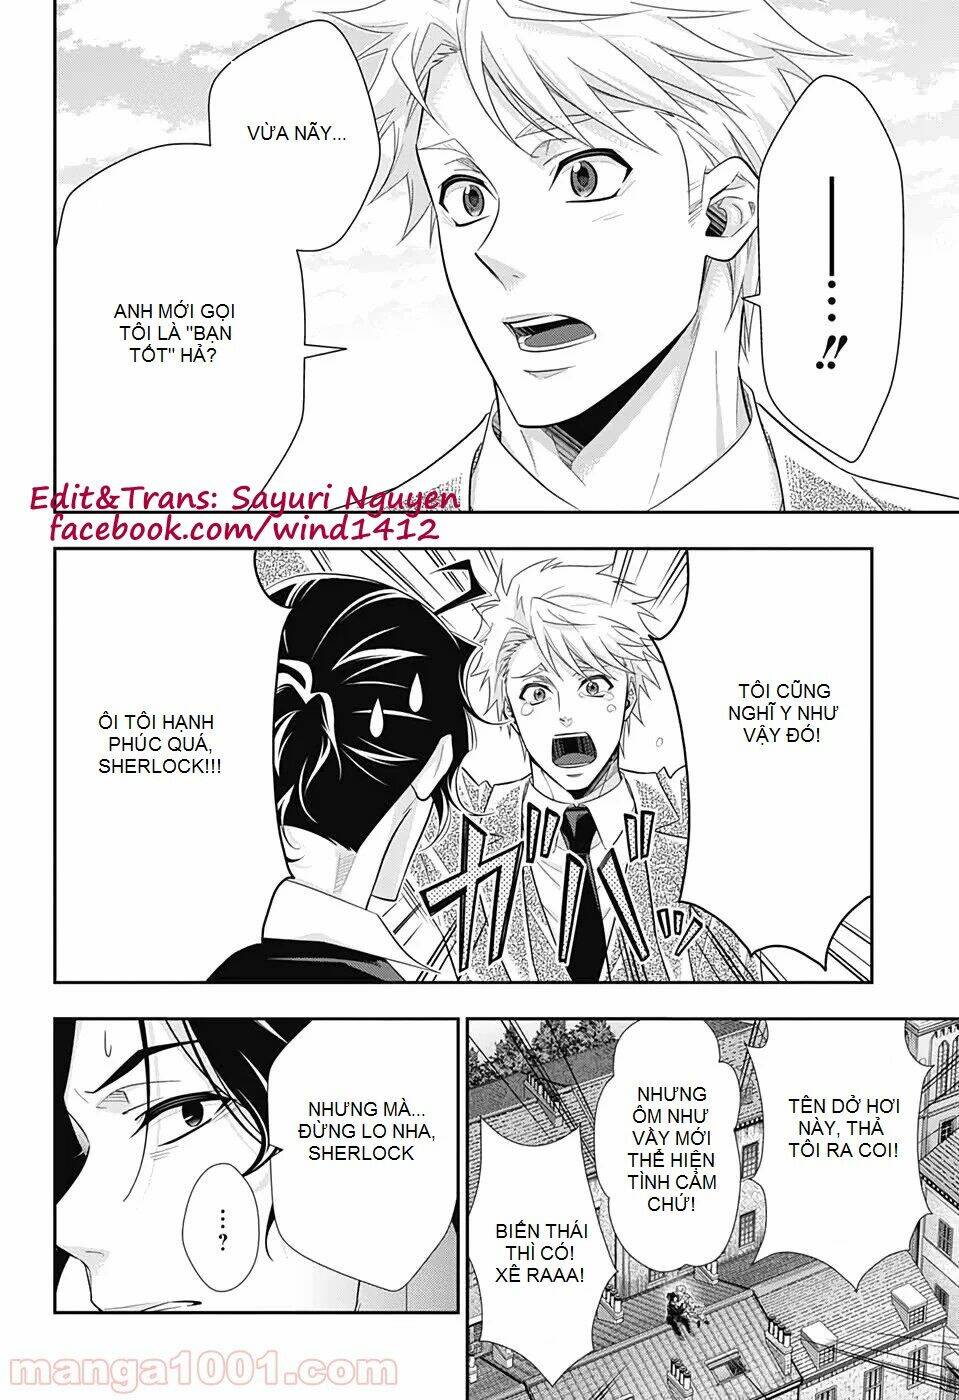 ——…‼
VỪA NÃY...
ANH MỚI GỌI
TÔI LÀ "BẠN
TỐT" HẢ?
Edit&Trans: Sayuri Nguyen
facebook.com/wind1412
TÔI CŨNG
NGHĨ Y NHƯ
VẬY ĐÓ!
ÔI TÔI HẠNH
PHÚC QUÁ,
SHERLOCK!!!
ガバッ
TÊN DỞ HƠI
NÀY, THẢ
TÔI RA COI!
NHƯNG
ÔM NHƯ
VẦY MỚI
THỂ HIỆN
TÌNH CẢM
CHỨ!
BIẾN THÁI
THÌ CÓ!
XÊ RAAA!
NHƯNG MÀ...
ĐỪNG LO NHA,
SHERLOCK
…?
manga1001.com